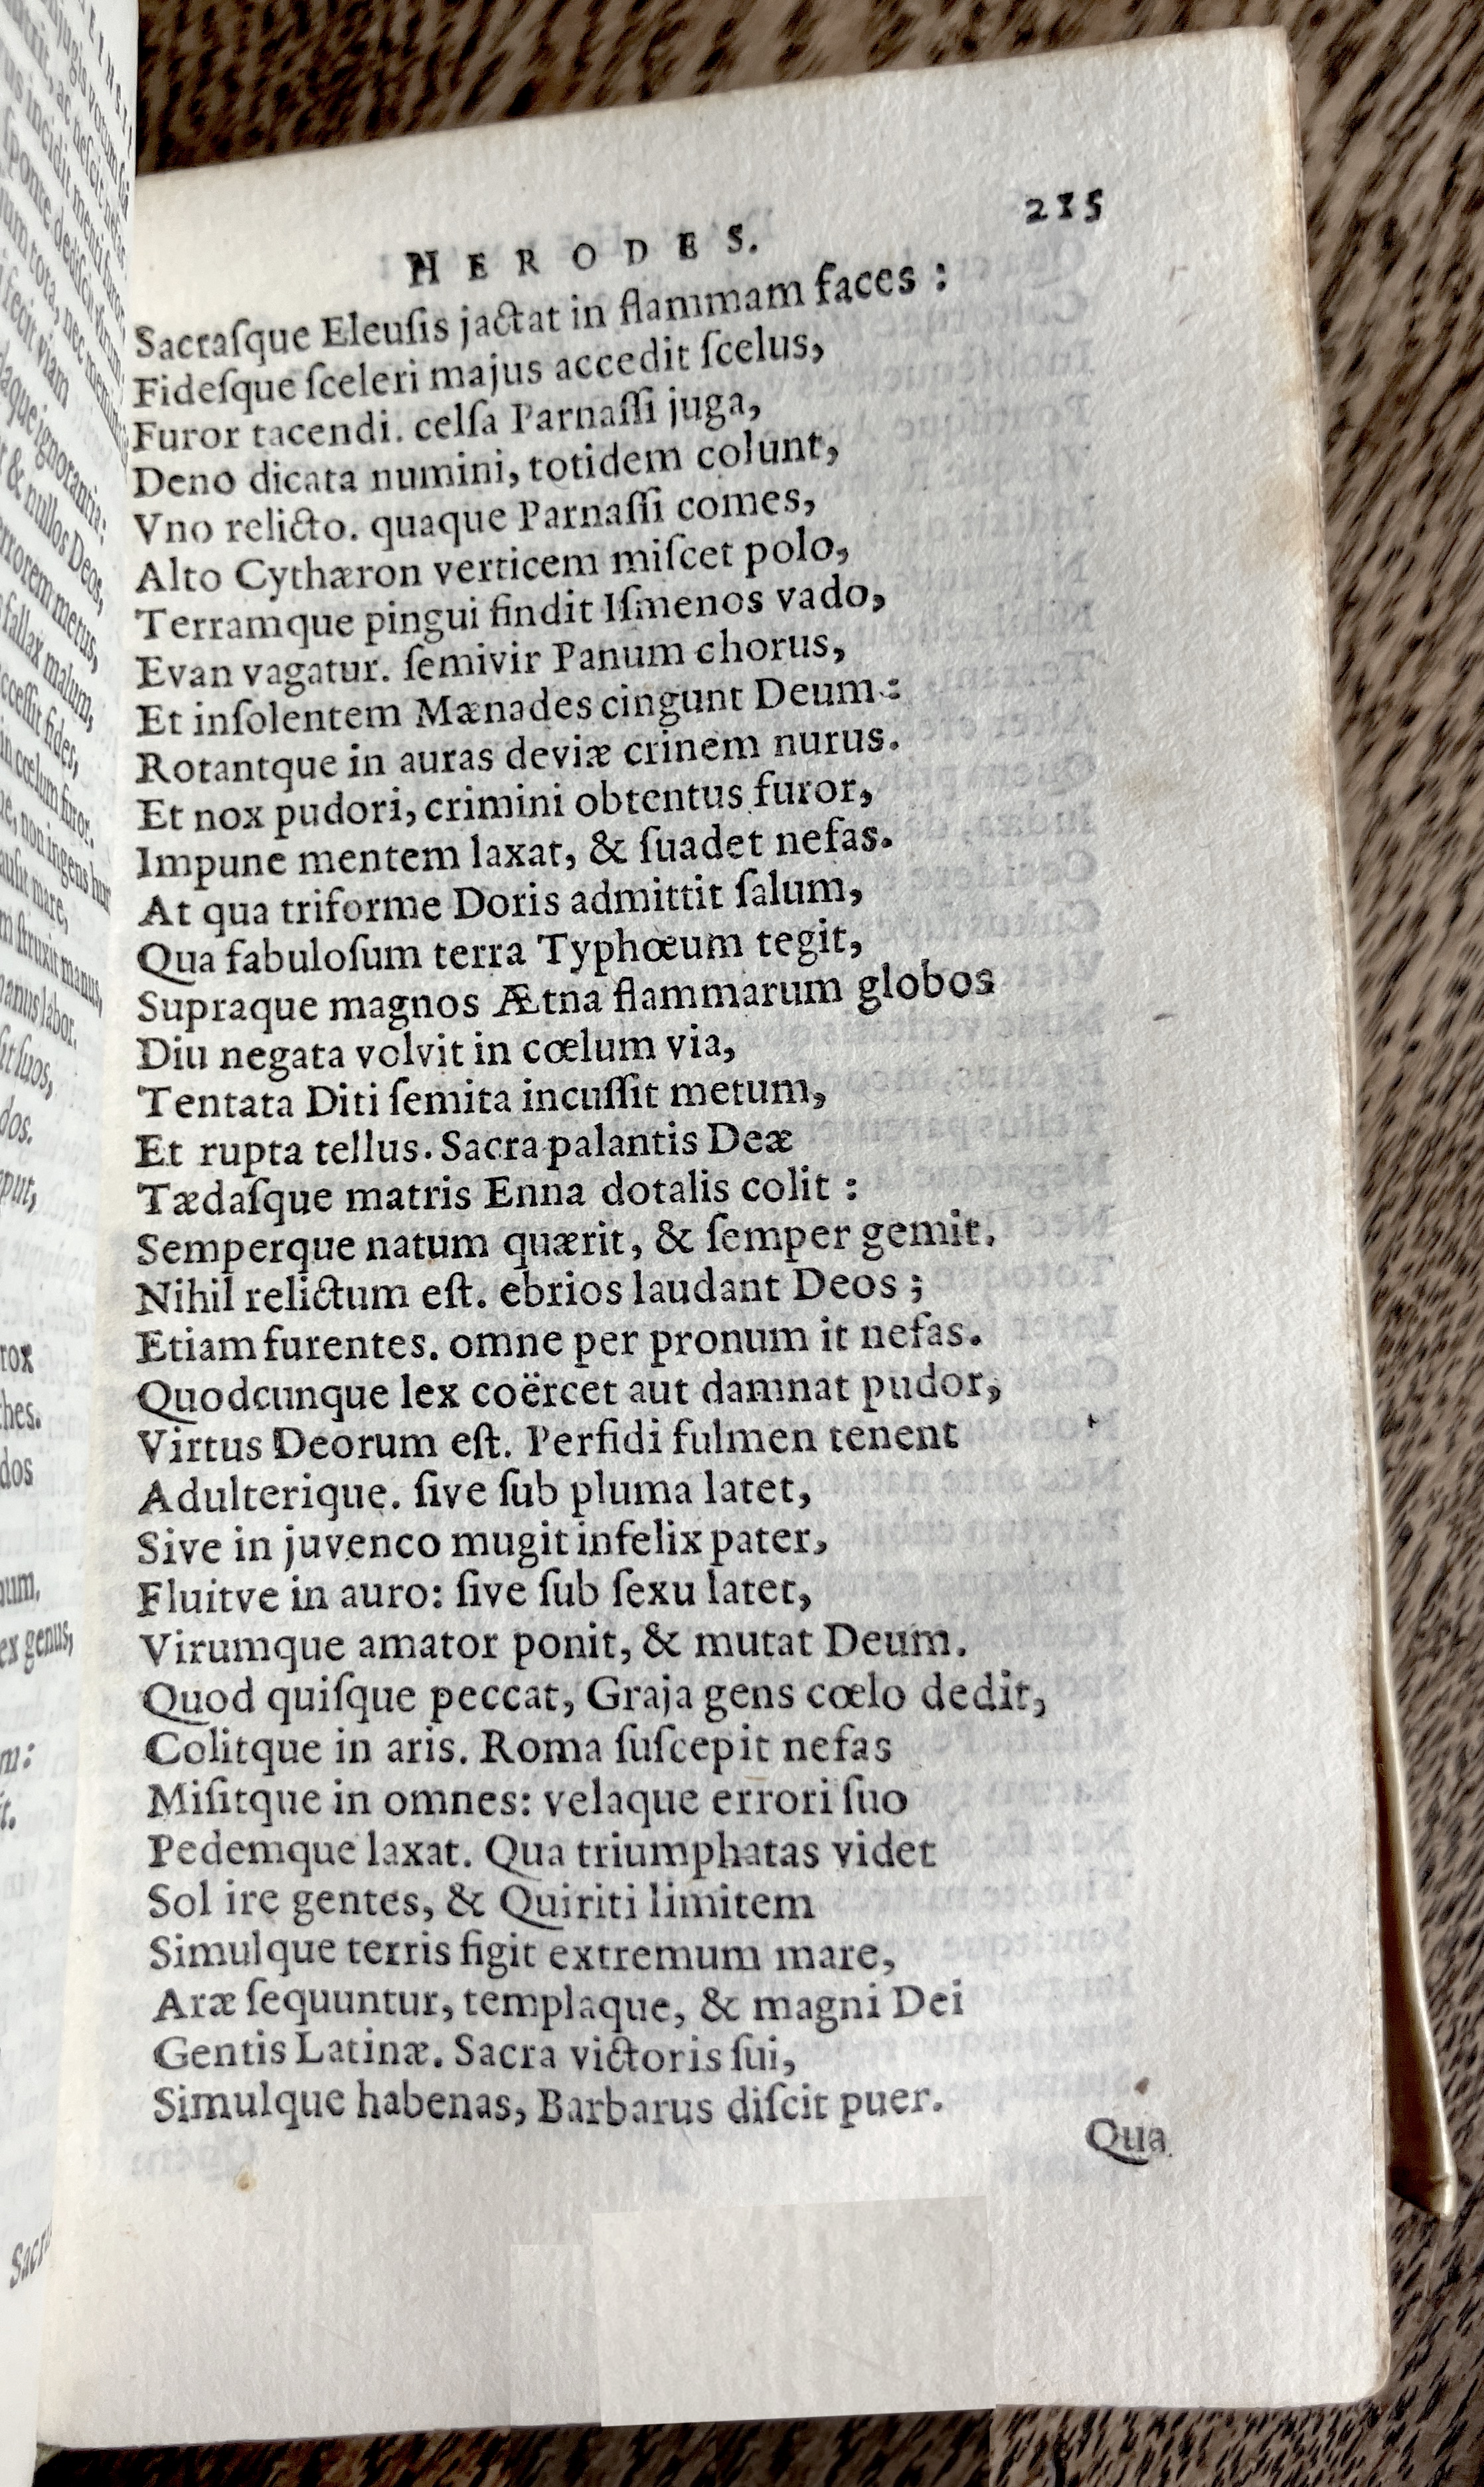 HERODES. 215
Sacraſque Eleuſis jactat in flammam faces :
Fideſque ſceleri majus accedit ſcelus,
Furor tacendi. celſa Parnaſſi juga,
Deno dicata numini, totidem colunt,
Vno relicto. quaque Parnaſſi comes,
Alto Cythæron verticem miſcet polo,
Terramque pingui findit Iſmenos vado,
Evan vagatur. ſemivir Panum chorus,
Et inſolentem Mænades cingunt Deum :
Rotantque in auras deviæ crinem nurus.
Et nox pudori, crimini obtentus furor,
Impune mentem laxat, & ſuadet nefas.
At qua triforme Doris admittit ſalum,
Qua fabuloſum terra Typhœum tegit,
Supraque magnos Ætna flammarum globos
Diu negata volvit in cœlum via,
Tentata Diti ſemita incuſſit metum,
Et rupta tellus. Sacra palantis Deæ
Tædaſque matris Enna dotalis colit :
Semperque natum quærit, & ſemper gemit.
Nihil relictum eſt. ebrios laudant Deos ;
Etiam furentes. omne per pronum it nefas.
Quodcunque lex coërcet aut damnat pudor,
Virtus Deorum eſt. Perfidi fulmen tenent
Adulterique. ſive ſub pluma latet,
Sive in juvenco mugit infelix pater,
Fluitve in auro: ſive ſub ſexu latet,
Virumque amator ponit, & mutat Deum.
Quod quiſque peccat, Graja gens cœlo dedit,
Colitque in aris. Roma ſuſcepit nefas
Miſitque in omnes: velaque errori ſuo
Pedemque laxat. Qua triumphatas videt
Sol ire gentes, & Quiriti limitem
Simulque terris figit extremum mare,
Aræ ſequuntur, templaque, & magni Dei
Gentis Latinæ. Sacra victoris ſui,
Simulque habenas, Barbarus diſcit puer.
Qua